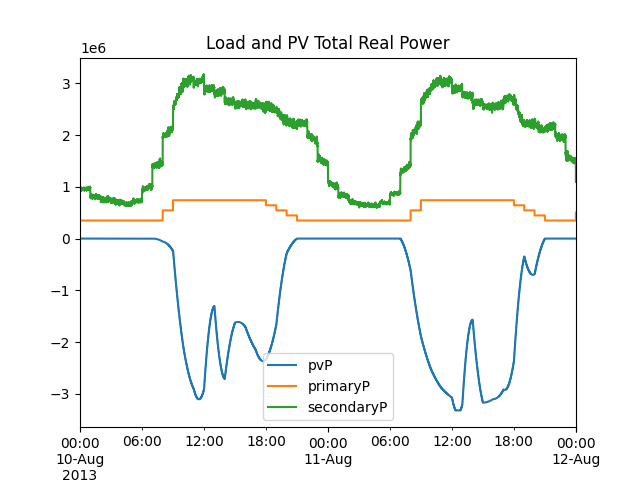 Load and PV Total Real Power
1e6
3
2
1
0
−1
−2
−3
pvP
primaryP
secondaryP
00:00 06:00 12:00 18:00 00:00 06:00 12:00 18:00 00:00
10-Aug 11-Aug 12-Aug
2013